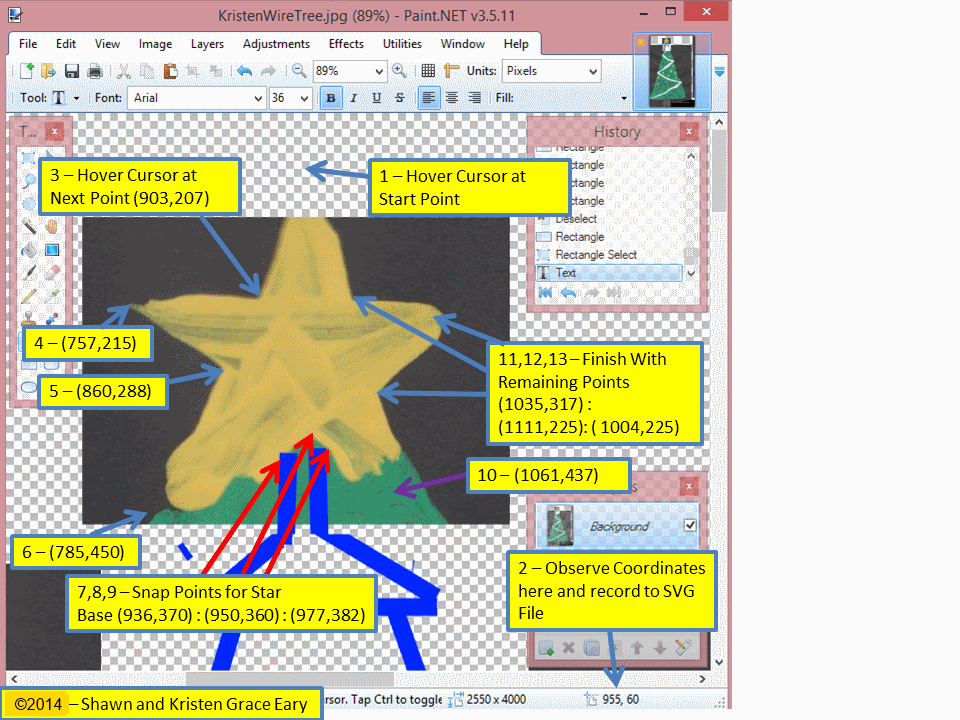 KristenWireTree.jpg (89%) - Paint.NET v3.5.11
File Edit View Image Layers Adjustments Effects Utilities Window Help
89% Units: Pixels
Tool: T Font: Arial 36 B I U S Fill:
T... History
Rectangle
3 – Hover Cursor at
Next Point (903,207)
1 – Hover Cursor at
Start Point
ctangle
ctangle
ctangle
Deselect
Rectangle
Rectangle Select
T Text
4 – (757,215)
5 – (860,288)
11,12,13 – Finish With
Remaining Points
(1035,317) :
(1111,225): ( 1004,225)
10 – (1061,437)
Background
6 – (785,450)
7,8,9 – Snap Points for Star
Base (936,370) : (950,360) : (977,382)
2 – Observe Coordinates
here and record to SVG
File
©2014 – Shawn and Kristen Grace Eary
rsor. Tap Ctrl to toggle 2550 x 4000 955, 60